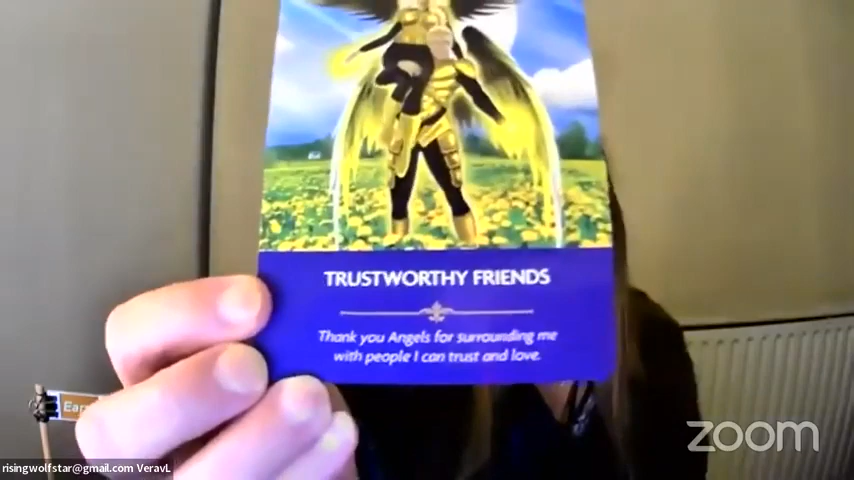 TRUSTWORTHY FRIENDS
Thank you Angels for surrounding me
with people I can trust and love.
Ear
zoom
risingwolfstar@gmail.com VeravL